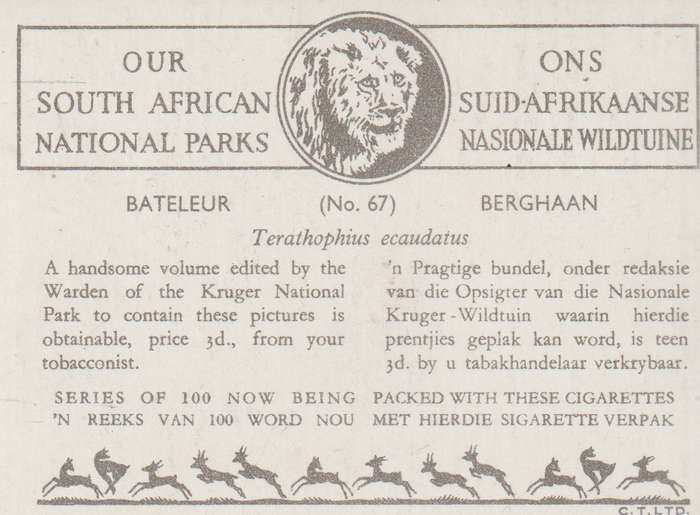 OUR
SOUTH AFRICAN
NATIONAL PARKS
ONS
SUID-AFRIKAANSE
NASIONALE WILDTUINE
BATELEUR (No. 67) BERGHAAN
Terathophius ecaudatus
A handsome volume edited by the
Warden of the Kruger National
Park to contain these pictures is
obtainable, price 3d., from your
tobacconist.
'n Pragtige bundel, onder redaksie
van die Opsigter van die Nasionale
Kruger-Wildtuin waarin hierdie
prentjies geplak kan word, is teen
3d. by u tabakhandelaar verkrybaar.
SERIES OF 100 NOW BEING PACKED WITH THESE CIGARETTES
'N REEKS VAN 100 WORD NOU MET HIERDIE SIGARETTE VERPAK
C.T. LTD.